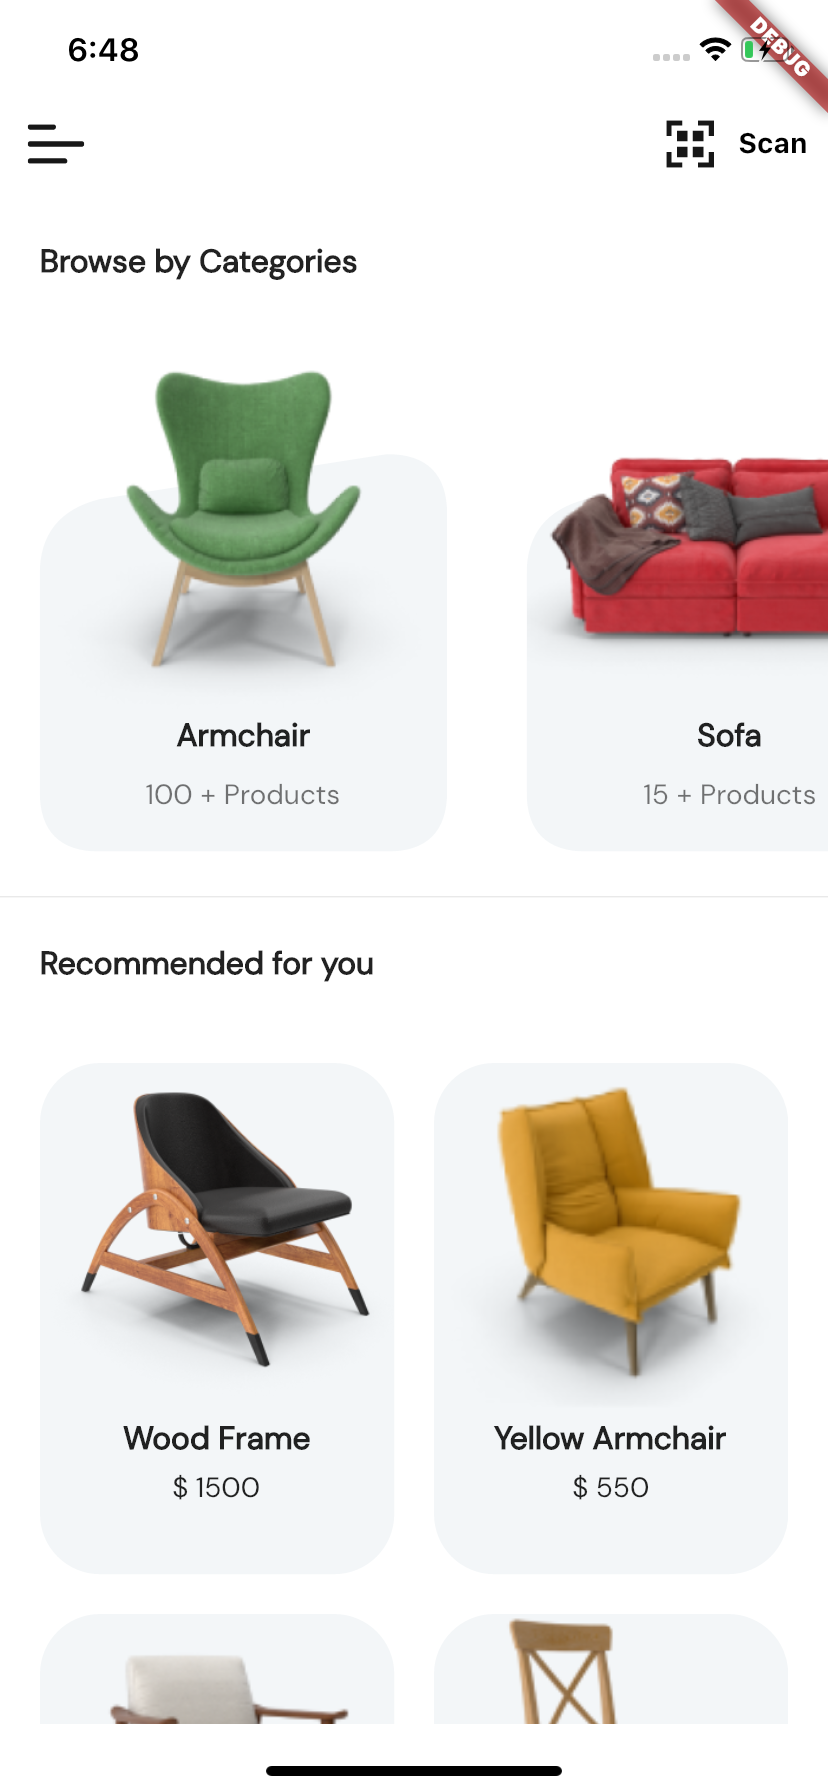 6:48
DEBUG
Scan
Browse by Categories
Armchair
100 + Products
Sofa
15 + Products
Recommended for you
Wood Frame
$ 1500
Yellow Armchair
$ 550